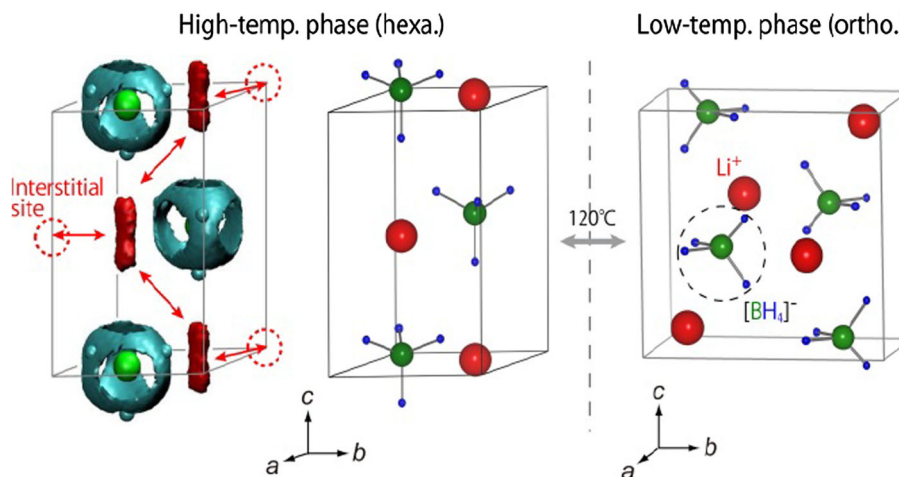 High-temp. phase (hexa.)
Low-temp. phase (ortho.
Interstitial
site
Li⁺
120℃
[BH₄]⁻
c
a
b
c
a
b